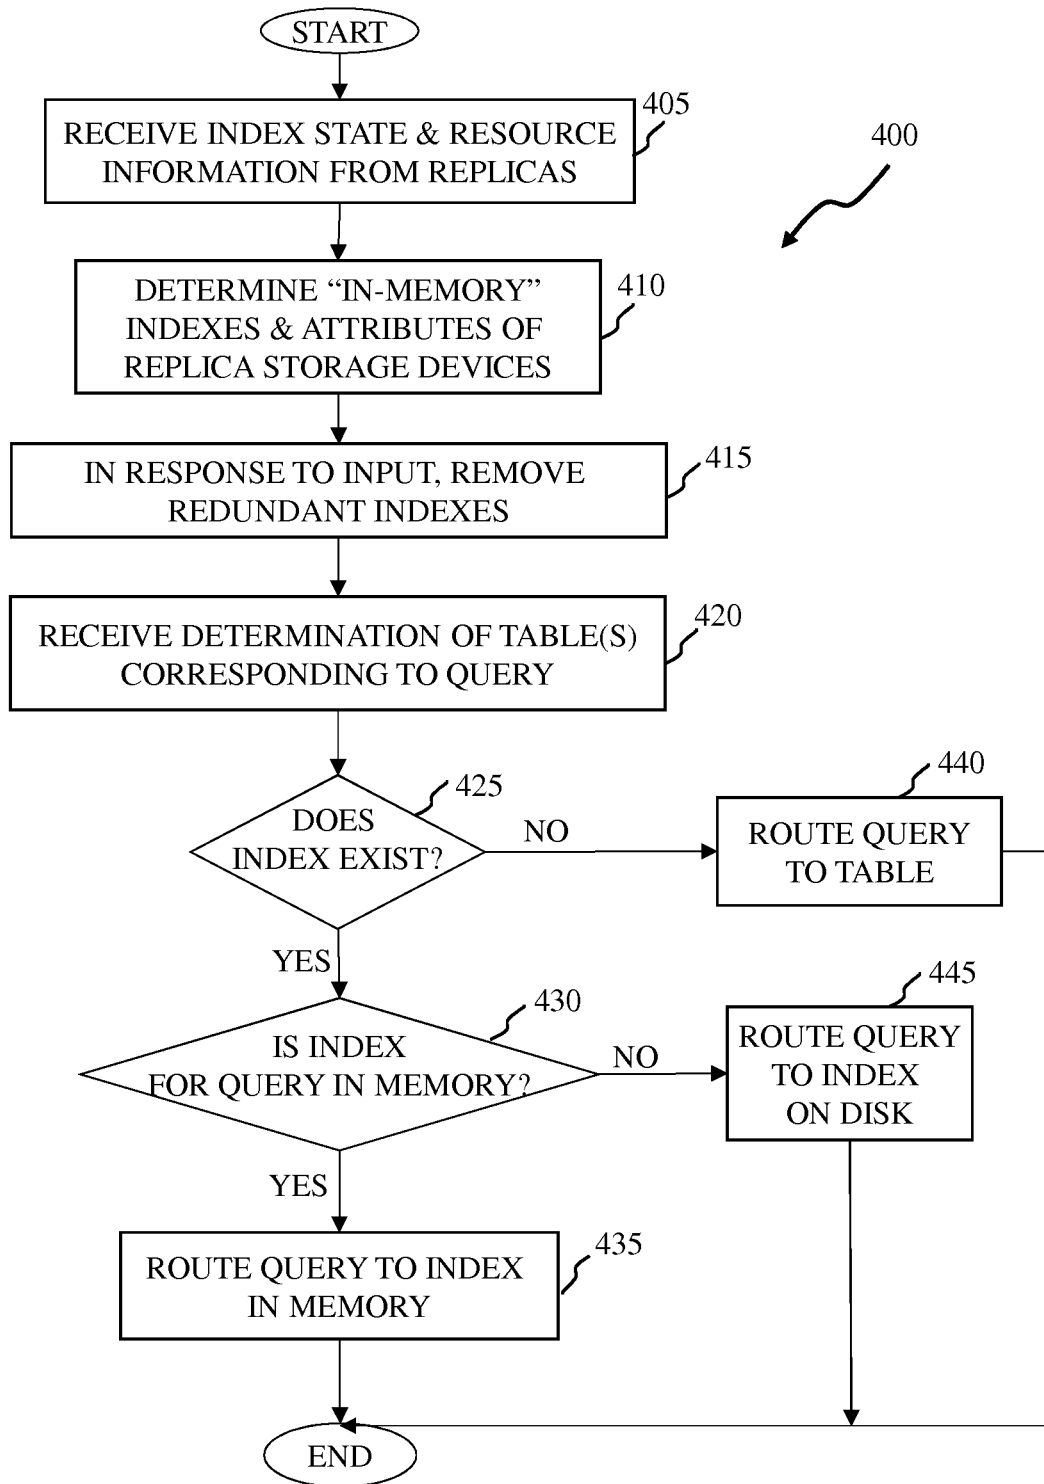 START
405
RECEIVE INDEX STATE & RESOURCE
INFORMATION FROM REPLICAS
400
410
DETERMINE “IN-MEMORY”
INDEXES & ATTRIBUTES OF
REPLICA STORAGE DEVICES
415
IN RESPONSE TO INPUT, REMOVE
REDUNDANT INDEXES
420
RECEIVE DETERMINATION OF TABLE(S)
CORRESPONDING TO QUERY
425
DOES
INDEX EXIST?
NO
440
ROUTE QUERY
TO TABLE
YES
430
IS INDEX
FOR QUERY IN MEMORY?
NO
445
ROUTE QUERY
TO INDEX
ON DISK
YES
435
ROUTE QUERY TO INDEX
IN MEMORY
END